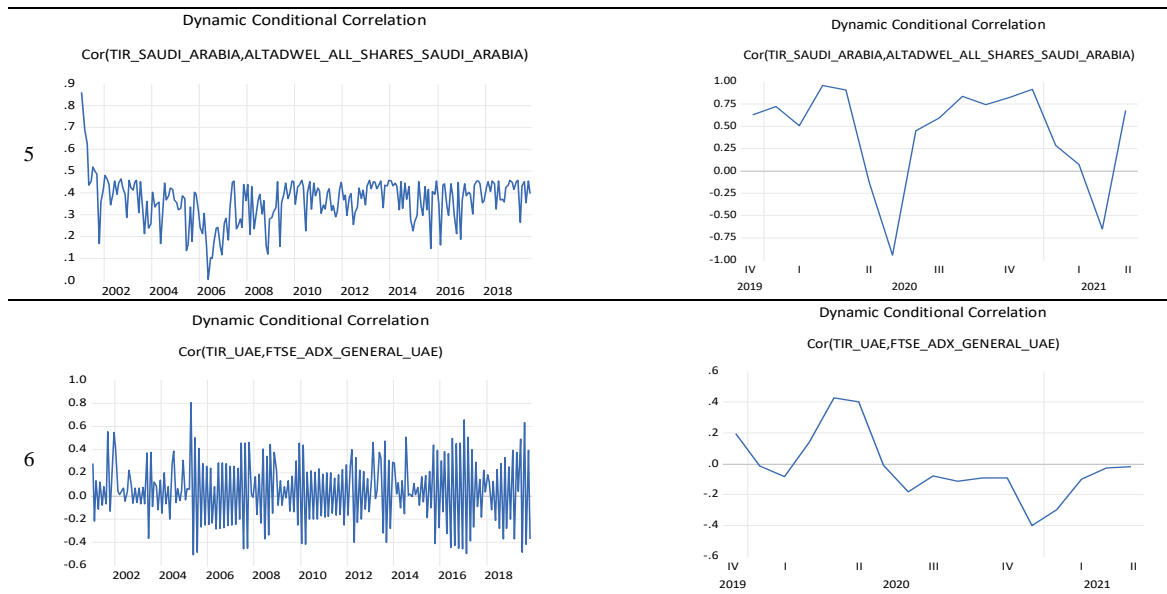 Dynamic Conditional Correlation
Cor(TIR_SAUDI_ARABIA,ALTADWEL_ALL_SHARES_SAUDI_ARABIA)
.9
.8
.7
.6
.5
.4
.3
.2
.1
.0
2002 2004 2006 2008 2010 2012 2014 2016 2018
5
Dynamic Conditional Correlation
Cor(TIR_SAUDI_ARABIA,ALTADWEL_ALL_SHARES_SAUDI_ARABIA)
1.00
0.75
0.50
0.25
0.00
-0.25
-0.50
-0.75
-1.00
IV I II III IV I II
2019 2020 2021
Dynamic Conditional Correlation
Cor(TIR_UAE,FTSE_ADX_GENERAL_UAE)
1.0
0.8
0.6
0.4
0.2
0.0
-0.2
-0.4
-0.6
2002 2004 2006 2008 2010 2012 2014 2016 2018
6
Dynamic Conditional Correlation
Cor(TIR_UAE,FTSE_ADX_GENERAL_UAE)
.6
.4
.2
.0
-.2
-.4
-.6
IV I II III IV I II
2019 2020 2021